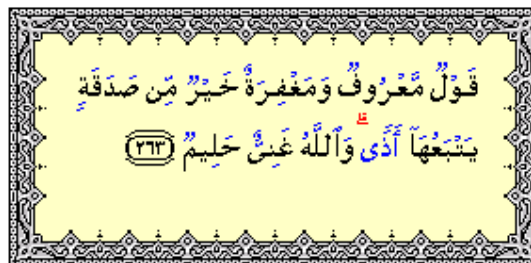 قَوْلٌ مَّعْرُوفٌ وَمَغْفِرَةٌ خَيْرٌ مِّن صَدَقَةٍ
يَتْبَعُهَآ أَذًى ۗ وَٱللَّهُ غَنِىٌّ حَلِيمٌ ٢٦٣